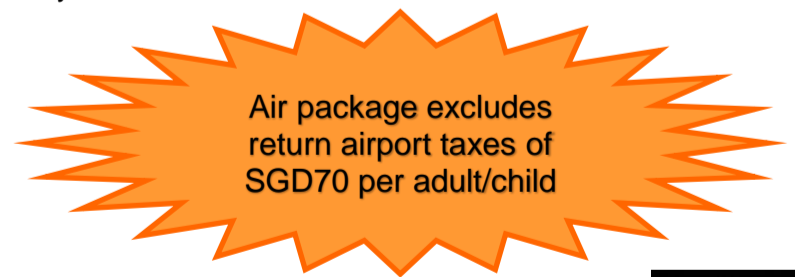 Air package excludes
return airport taxes of
SGD70 per adult/child